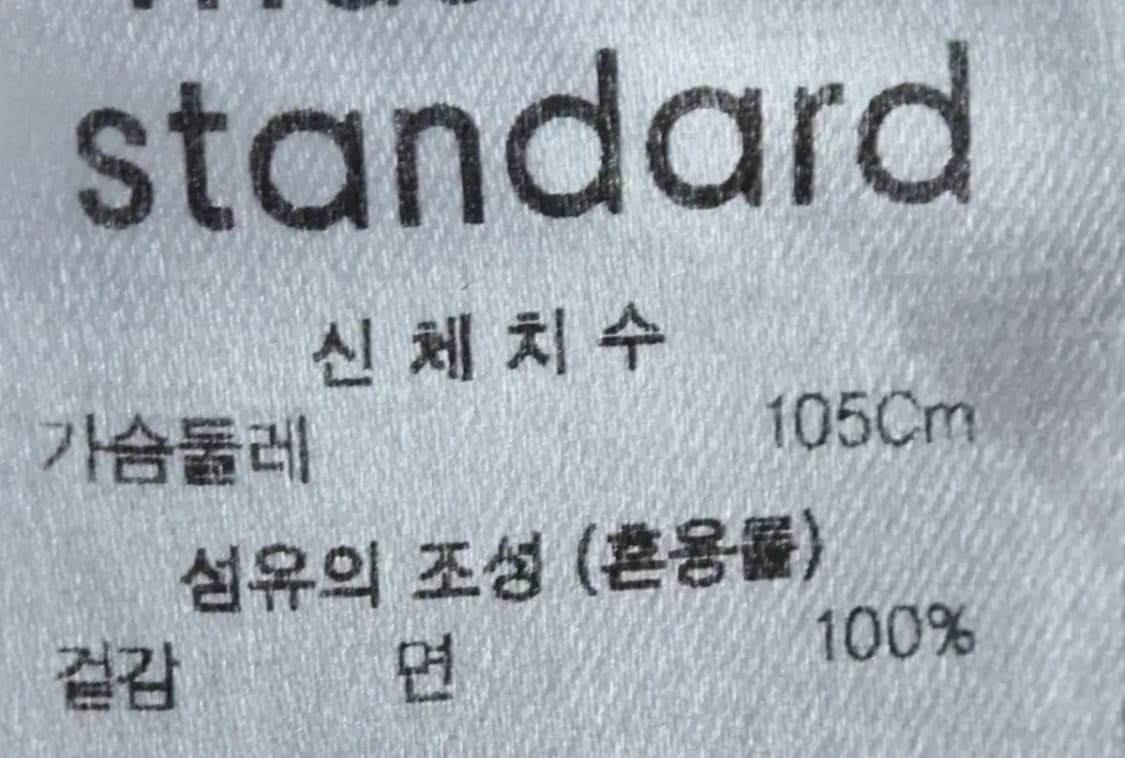 standard
신체치수
가슴둘레 105Cm
섬유의 조성 (혼용률)
겉감 면 100%